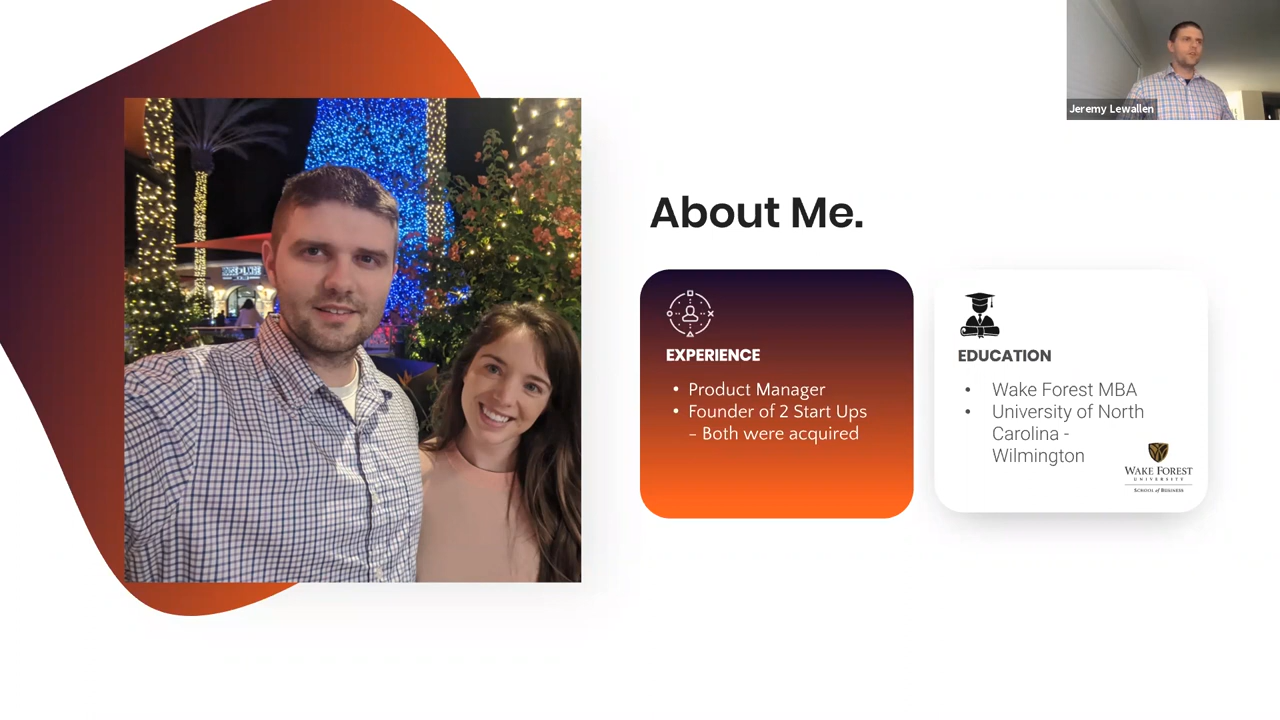 Jeremy Lewallen
About Me.
EXPERIENCE
• Product Manager
• Founder of 2 Start Ups
– Both were acquired
EDUCATION
• Wake Forest MBA
• University of North
Carolina -
Wilmington
WAKE FOREST
UNIVERSITY
SCHOOL of BUSINESS